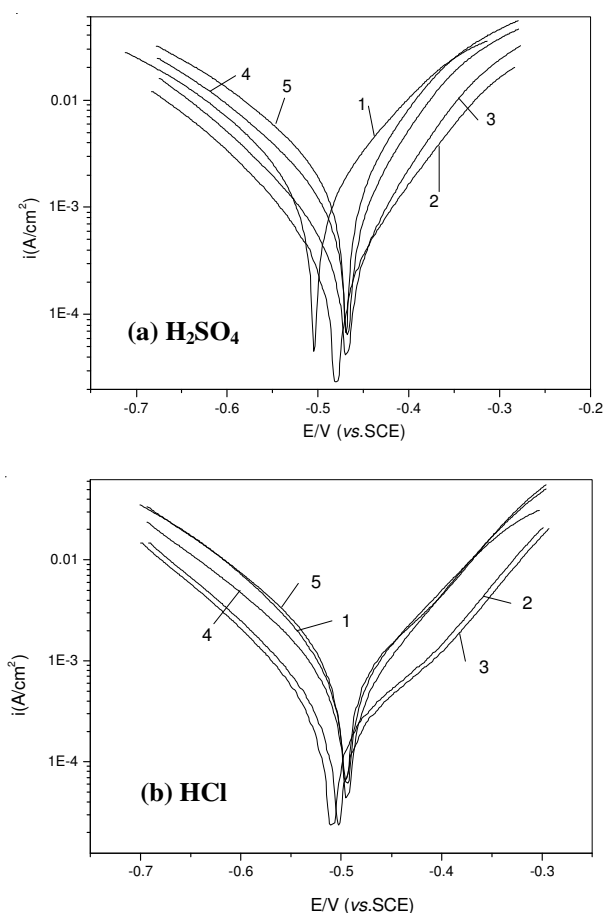 0.01
1E-3
1E-4
i(A/cm²)
4
5
1
3
2
(a) H₂SO₄
-0.7
-0.6
-0.5
-0.4
-0.3
-0.2
E/V (vs.SCE)
0.01
1E-3
1E-4
i(A/cm²)
5
1
4
2
3
(b) HCl
-0.7
-0.6
-0.5
-0.4
-0.3
E/V (vs.SCE)